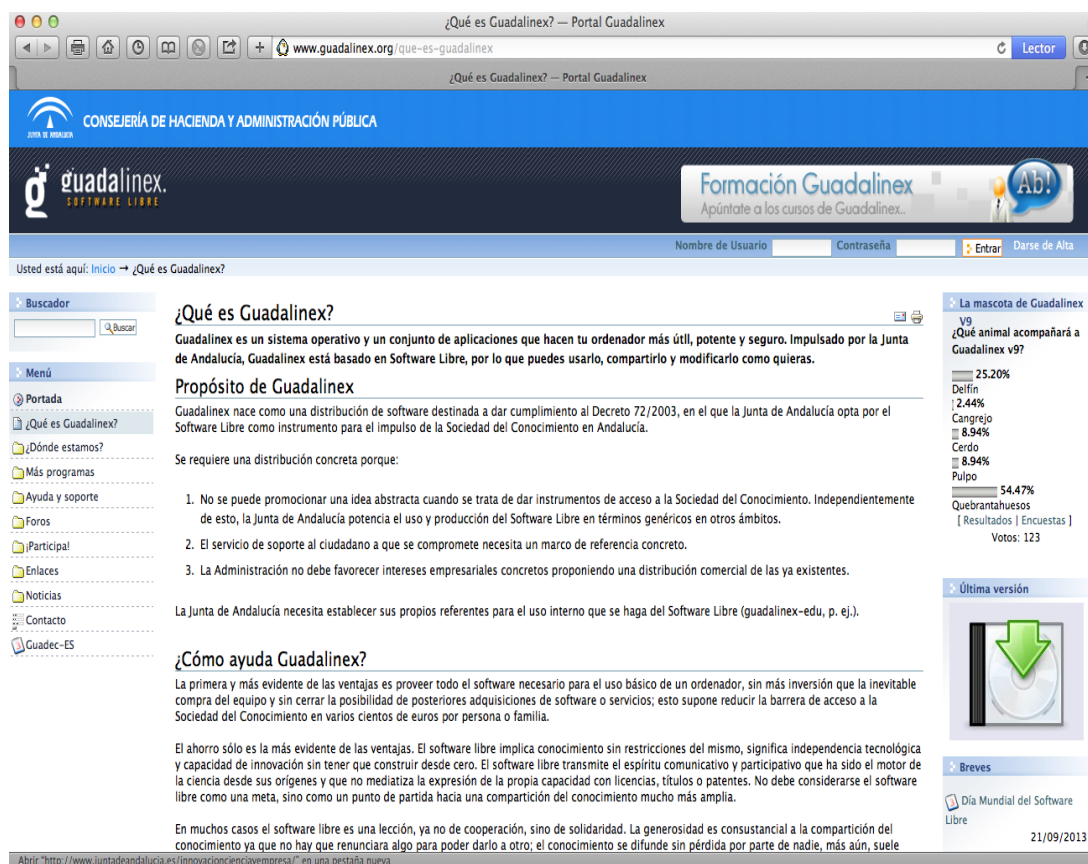 ¿Qué es Guadalinex? — Portal Guadalinex
www.guadalinex.org/que-es-guadalinex
Lector
¿Qué es Guadalinex? — Portal Guadalinex
JUNTA DE ANDALUCIA
CONSEJERÍA DE HACIENDA Y ADMINISTRACIÓN PÚBLICA
guadalinex.
SOFTWARE LIBRE
Formación Guadalinex
Apúntate a los cursos de Guadalinex..
Ab!
Nombre de Usuario
Contraseña
Entrar
Darse de Alta
Usted está aquí: Inicio → ¿Qué es Guadalinex?
Buscador
Buscar
Menú
Portada
¿Qué es Guadalinex?
¿Dónde estamos?
Más programas
Ayuda y soporte
Foros
¡Participa!
Enlaces
Noticias
Contacto
Guadec-ES
¿Qué es Guadalinex?
Guadalinex es un sistema operativo y un conjunto de aplicaciones que hacen tu ordenador más útll, potente y seguro. Impulsado por la Junta
de Andalucía, Guadalinex está basado en Software Libre, por lo que puedes usarlo, compartirlo y modificarlo como quieras.
Propósito de Guadalinex
Guadalinex nace como una distribución de software destinada a dar cumplimiento al Decreto 72/2003, en el que la Junta de Andalucía opta por el
Software Libre como instrumento para el impulso de la Sociedad del Conocimiento en Andalucía.
Se requiere una distribución concreta porque:
1. No se puede promocionar una idea abstracta cuando se trata de dar instrumentos de acceso a la Sociedad del Conocimiento. Independientemente
de esto, la Junta de Andalucía potencia el uso y producción del Software Libre en términos genéricos en otros ámbitos.
2. El servicio de soporte al ciudadano a que se compromete necesita un marco de referencia concreto.
3. La Administración no debe favorecer intereses empresariales concretos proponiendo una distribución comercial de las ya existentes.
La Junta de Andalucía necesita establecer sus propios referentes para el uso interno que se haga del Software Libre (guadalinex-edu, p. ej.).
¿Cómo ayuda Guadalinex?
La primera y más evidente de las ventajas es proveer todo el software necesario para el uso básico de un ordenador, sin más inversión que la inevitable
compra del equipo y sin cerrar la posibilidad de posteriores adquisiciones de software o servicios; esto supone reducir la barrera de acceso a la
Sociedad del Conocimiento en varios cientos de euros por persona o familia.
El ahorro sólo es la más evidente de las ventajas. El software libre implica conocimiento sin restricciones del mismo, significa independencia tecnológica
y capacidad de innovación sin tener que construir desde cero. El software libre transmite el espíritu comunicativo y participativo que ha sido el motor de
la ciencia desde sus orígenes y que no mediatiza la expresión de la propia capacidad con licencias, títulos o patentes. No debe considerarse el software
libre como una meta, sino como un punto de partida hacia una compartición del conocimiento mucho más amplia.
En muchos casos el software libre es una lección, ya no de cooperación, sino de solidaridad. La generosidad es consustancial a la compartición del
conocimiento ya que no hay que renunciara algo para poder darlo a otro; el conocimiento se difunde sin pérdida por parte de nadie, más aún, suele
La mascota de Guadalinex
V9
¿Qué animal acompañará a
Guadalinex v9?
25.20%
Delfín
2.44%
Cangrejo
8.94%
Cerdo
8.94%
Pulpo
54.47%
Quebrantahuesos
[ Resultados | Encuestas ]
Votos: 123
Última versión
Breves
Día Mundial del Software
Libre
21/09/2013
Abrir "http://www.juntadeandalucia.es/innovacioncienciayempresa/" en una pestaña nueva